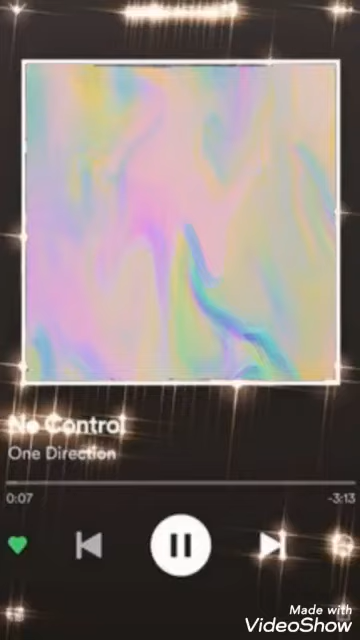 No Control
One Direction
0:07
-3:13
Made with
VideoShow